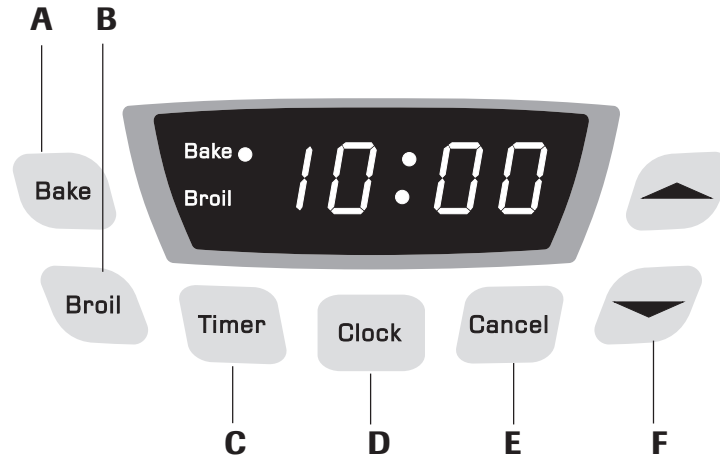 A B
Bake 10:00
Bake
Broil
Broil
Timer Clock Cancel
C D E F